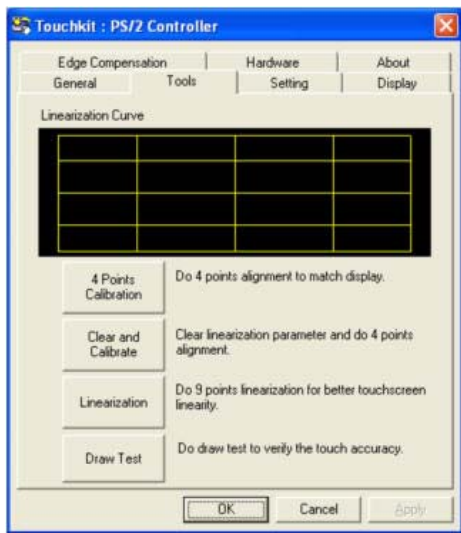 Touchkit : PS/2 Controller
Edge Compensation Hardware About
General Tools Setting Display
Linearization Curve
4 Points
Calibration
Do 4 points alignment to match display.
Clear and
Calibrate
Clear linearization parameter and do 4 points
alignment.
Linearization
Do 9 points linearization for better touchscreen
linearity.
Draw Test
Do draw test to verify the touch accuracy.
OK Cancel Apply